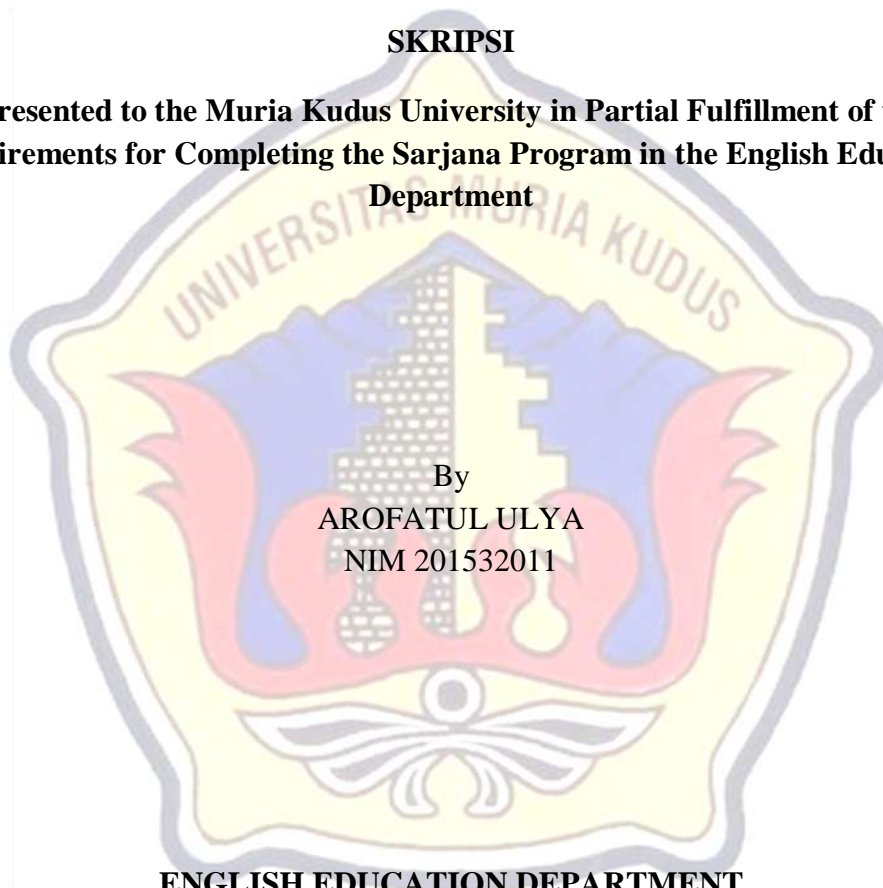 SKRIPSI
resented to the Muria Kudus University in Partial Fulfillment of
irements for Completing the Sarjana Program in the English Edu
Department
UNIVERSITAS MURIA KUDUS
By
AROFATUL ULYA
NIM 201532011
ENGLISH EDUCATION DEPARTMENT